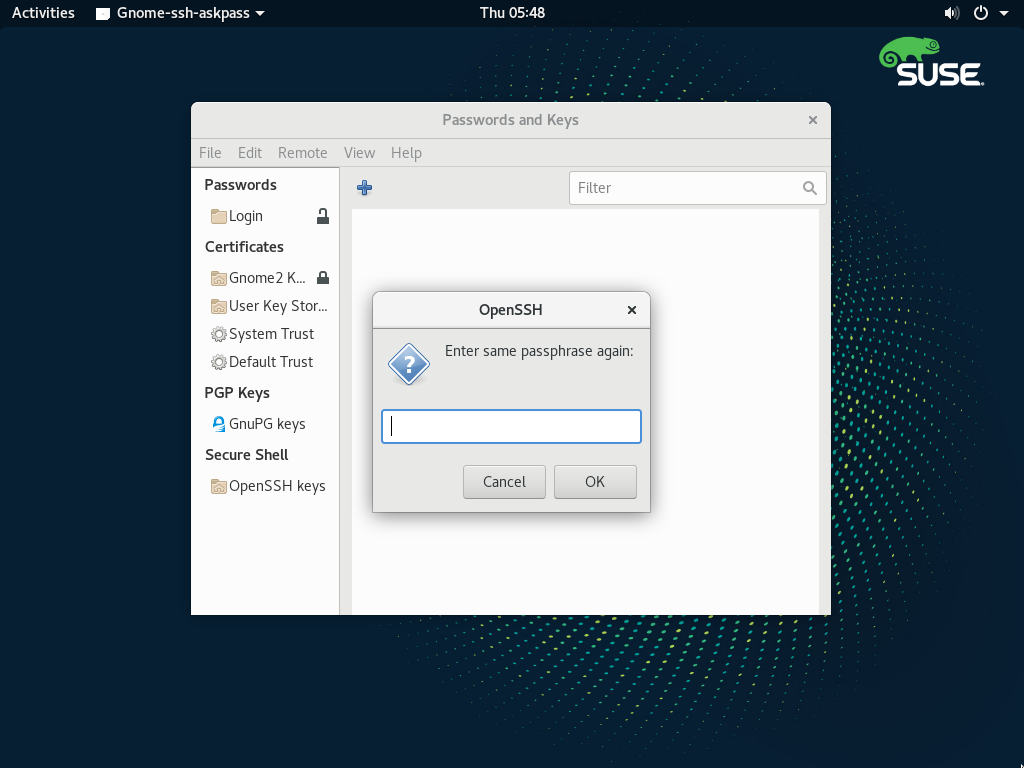 Activities Gnome-ssh-askpass Thu 05:48
SUSE
Passwords and Keys
File Edit Remote View Help
Passwords
Filter
Login
Certificates
Gnome2 K...
User Key Stor...
System Trust
Default Trust
PGP Keys
GnuPG keys
Secure Shell
OpenSSH keys
OpenSSH
Enter same passphrase again:
Cancel OK